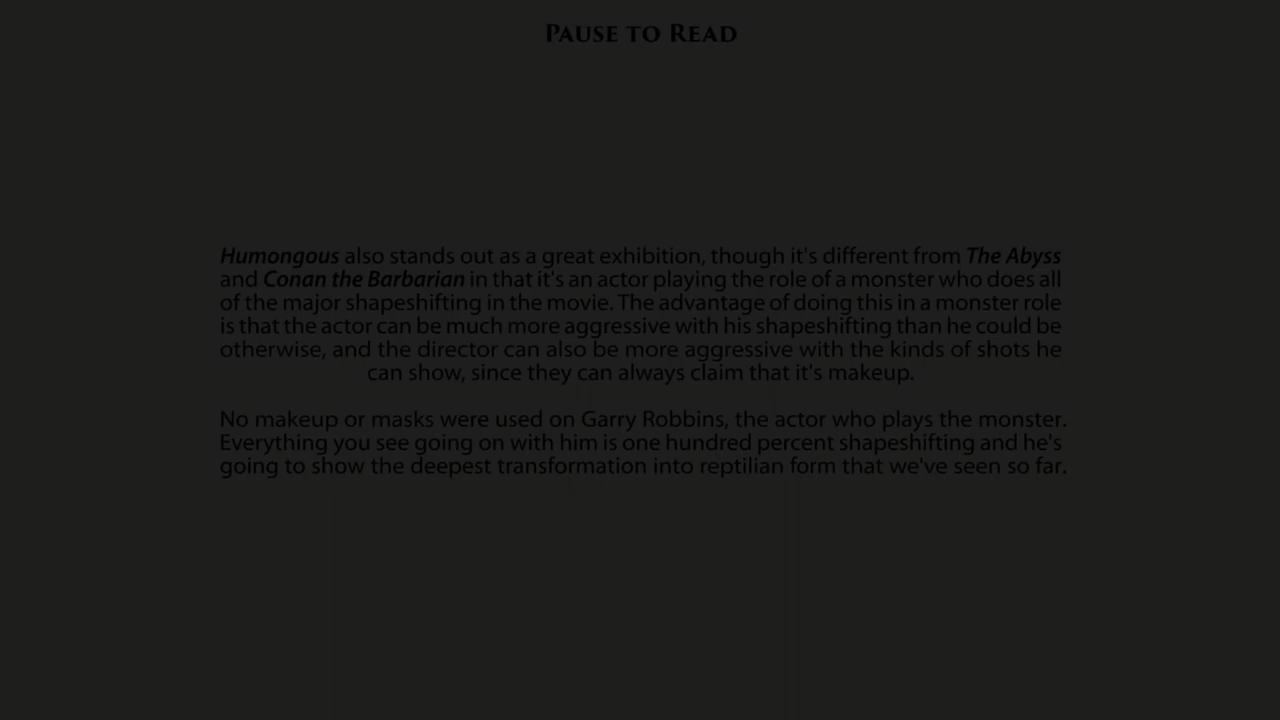 PAUSE TO READ
Humongous also stands out as a great exhibition, though it's different from The Abyss
and Conan the Barbarian in that it's an actor playing the role of a monster who does all
of the major shapeshifting in the movie. The advantage of doing this in a monster role
is that the actor can be much more aggressive with his shapeshifting than he could be
otherwise, and the director can also be more aggressive with the kinds of shots he
can show, since they can always claim that it's makeup.
No makeup or masks were used on Garry Robbins, the actor who plays the monster.
Everything you see going on with him is one hundred percent shapeshifting and he's
going to show the deepest transformation into reptilian form that we've seen so far.